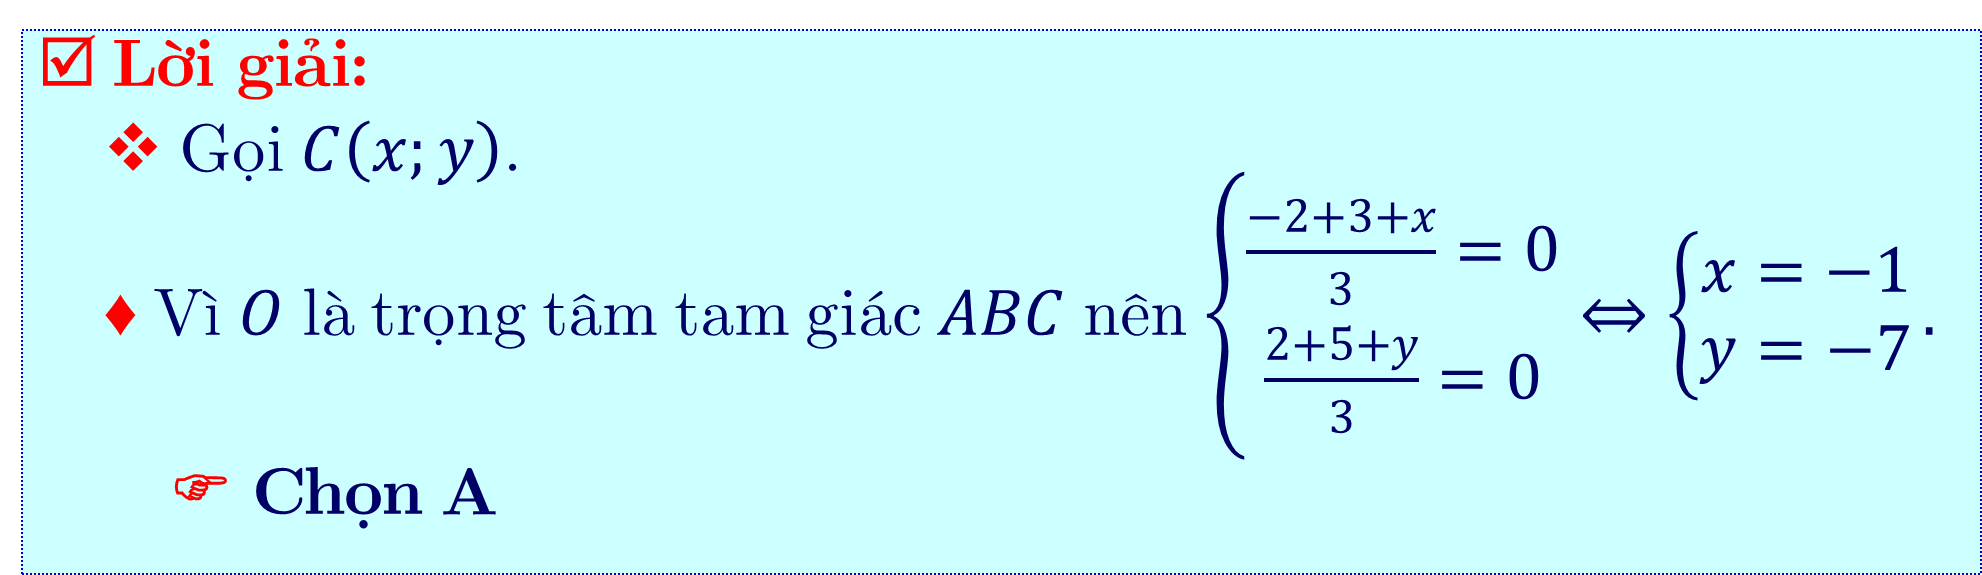 ☑ Lời giải:
❖ Gọi C(x; y).
♦ Vì O là trọng tâm tam giác ABC nên {(−2+3+x)/3 = 0; (2+5+y)/3 = 0 ⇔ {x = −1; y = −7.
☞ Chọn A